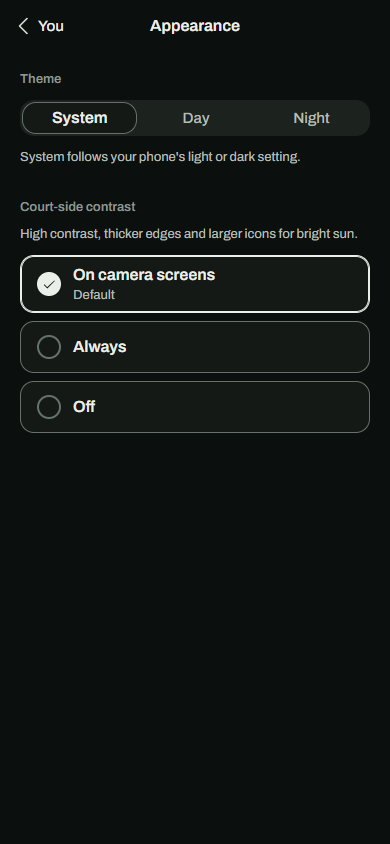 You
Appearance
Theme
System
Day
Night
System follows your phone's light or dark setting.
Court-side contrast
High contrast, thicker edges and larger icons for bright sun.
On camera screens
Default
Always
Off